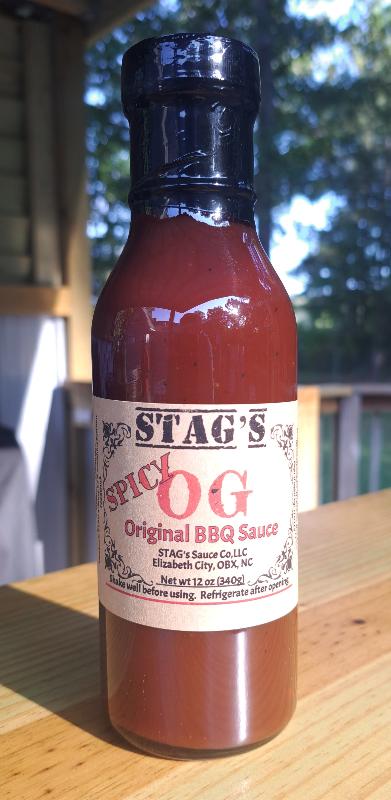 STAG'S
SPICY
OG
Original BBQ Sauce
STAG's Sauce Co,LLC
Elizabeth City, OBX, NC
Net wt 12 oz (340g)
Shake well before using. Refrigerate after opening